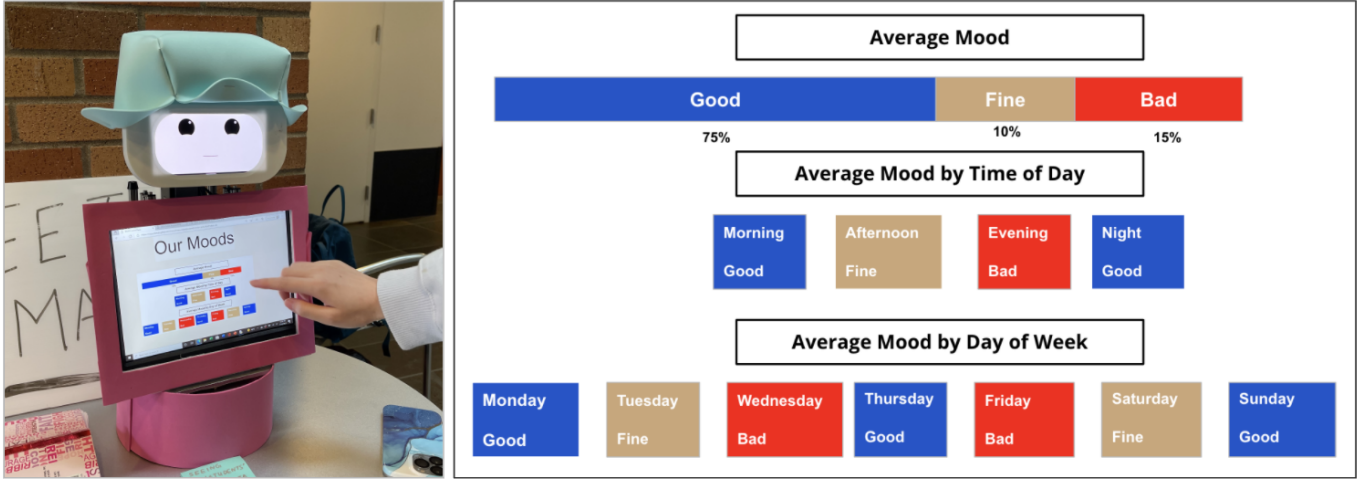 Our Moods
Average Mood
Good Fine Bad
75% 10% 15%
Average Mood by Time of Day
Morning Afternoon Evening Night
Good Fine Bad Good
Average Mood by Day of Week
Monday Tuesday Wednesday Thursday Friday Saturday Sunday
Good Fine Bad Good Bad Fine Good